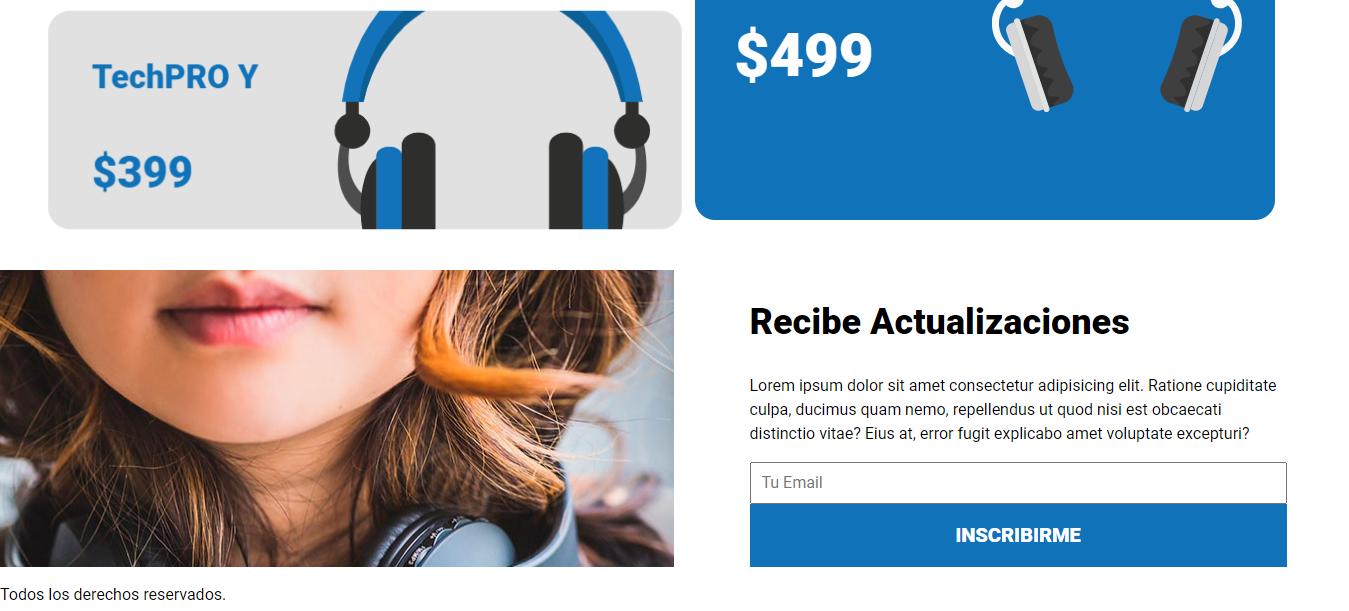 TechPRO Y
$399
$499
Recibe Actualizaciones
Lorem ipsum dolor sit amet consectetur adipisicing elit. Ratione cupiditate
culpa, ducimus quam nemo, repellendus ut quod nisi est obcaecati
distinctio vitae? Eius at, error fugit explicabo amet voluptate excepturi?
Tu Email
INSCRIBIRME
Todos los derechos reservados.